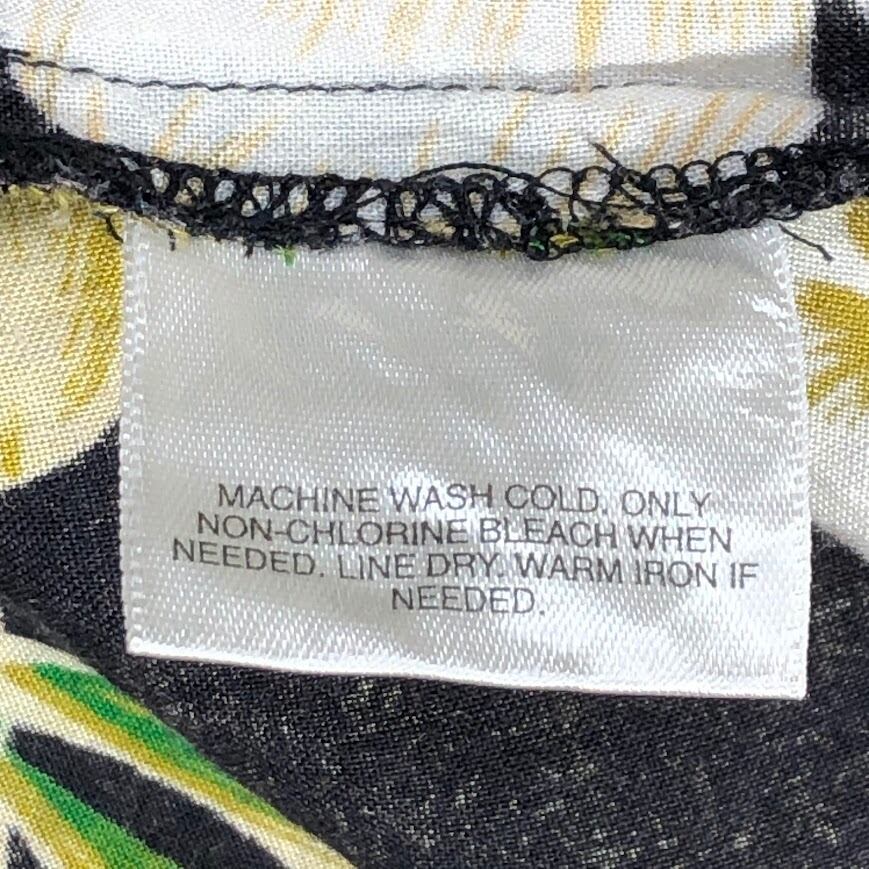 MACHINE WASH COLD. ONLY
NON-CHLORINE BLEACH WHEN
NEEDED. LINE DRY. WARM IRON IF
NEEDED.